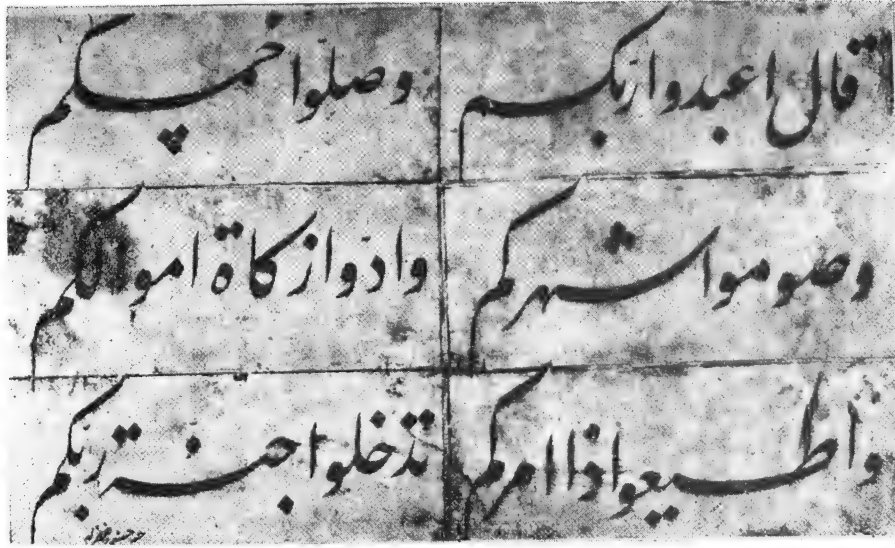 قال اعبدوا ربكم وصلوا خمسكم
وصوموا شهركم وادوا زكاة اموالكم
واطيعوا اذا امركم تدخلوا جنة ربكم